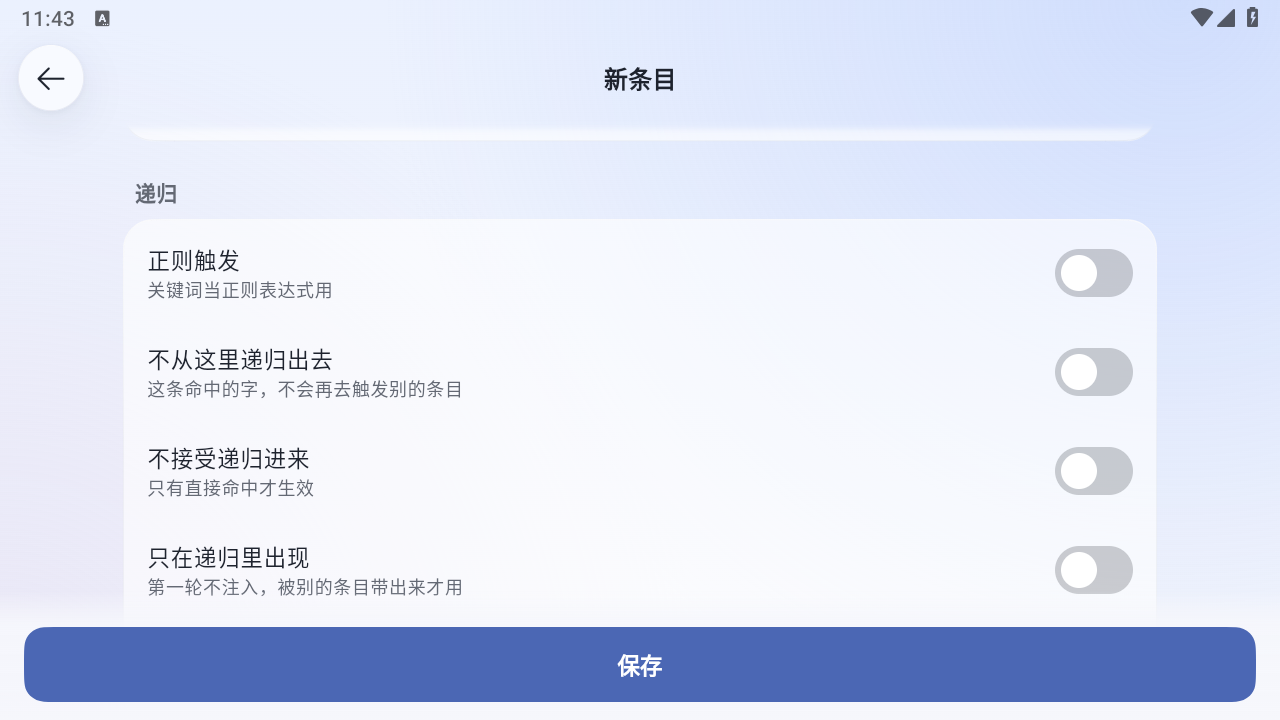 11:43
新条目
递归
正则触发
关键词当正则表达式用
不从这里递归出去
这条命中的字，不会再去触发别的条目
不接受递归进来
只有直接命中才生效
只在递归里出现
第一轮不注入，被别的条目带出来才用
保存